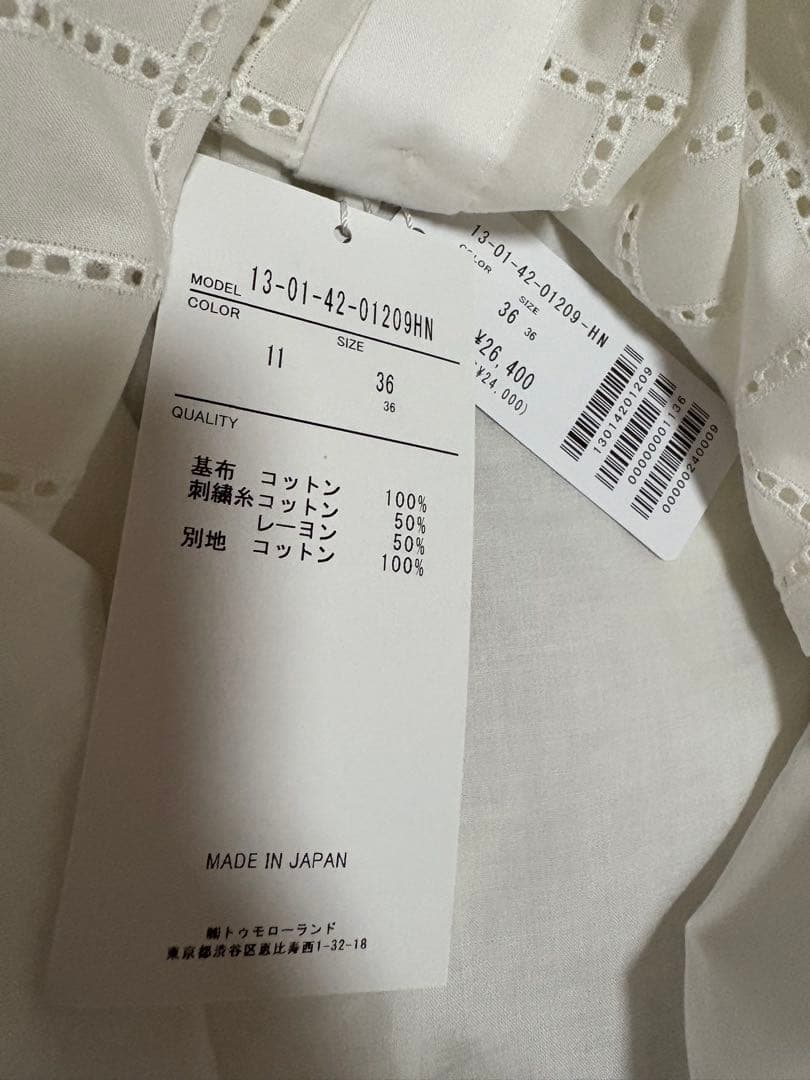 MODEL 13-01-42-01209HN
COLOR SIZE
11 36
36
QUALITY
基布 コットン 100%
刺繍糸コットン 50%
レーヨン 50%
別地 コットン 100%
MADE IN JAPAN
㈱トゥモローランド
東京都渋谷区恵比寿西1-32-18
13-01-42-01209-HN
SIZE
36 36
¥26,400
(¥24,000)
13014201209
00000001136
00000240009